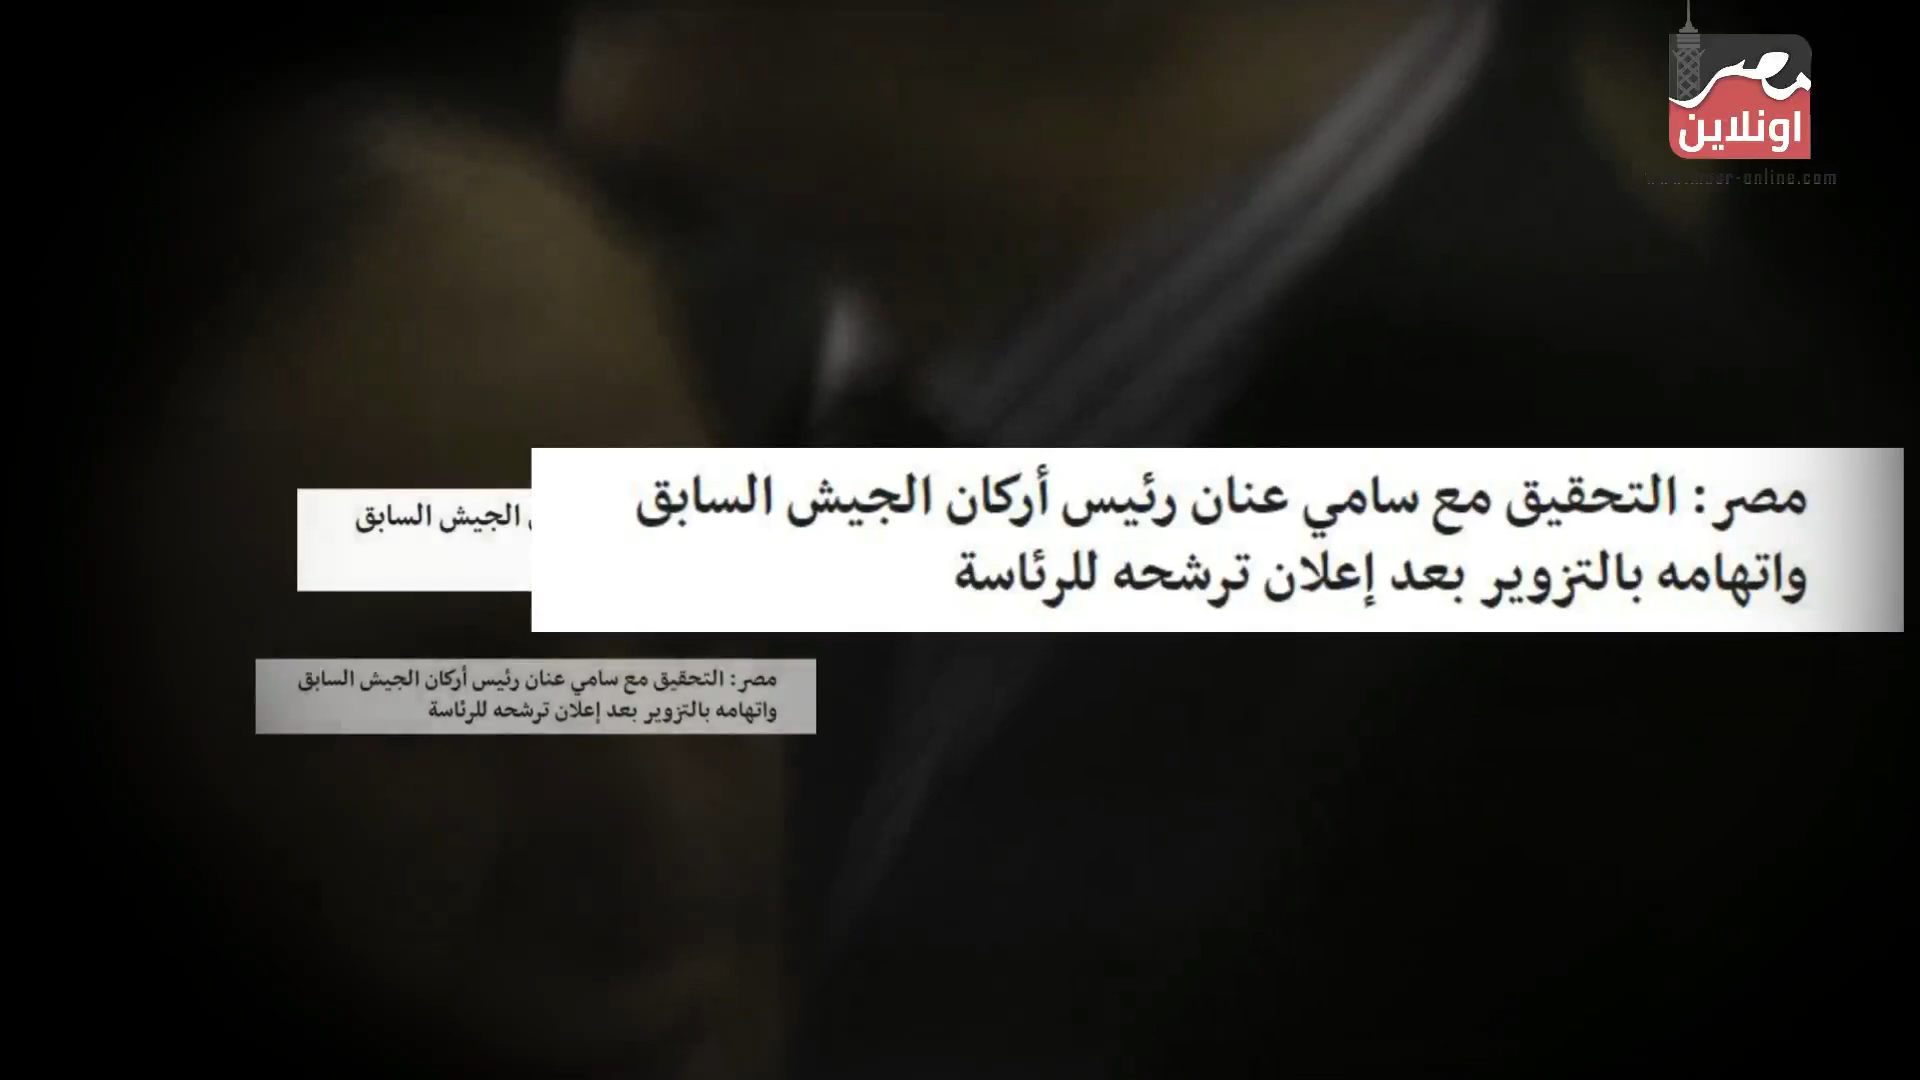 مصر
اونلاين
مصر: التحقيق مع سامي عنان رئيس أركان الجيش السابق
واتهامه بالتزوير بعد إعلان ترشحه للرئاسة
الجيش السابق
مصر: التحقيق مع سامي عنان رئيس أركان الجيش السابق
واتهامه بالتزوير بعد إعلان ترشحه للرئاسة